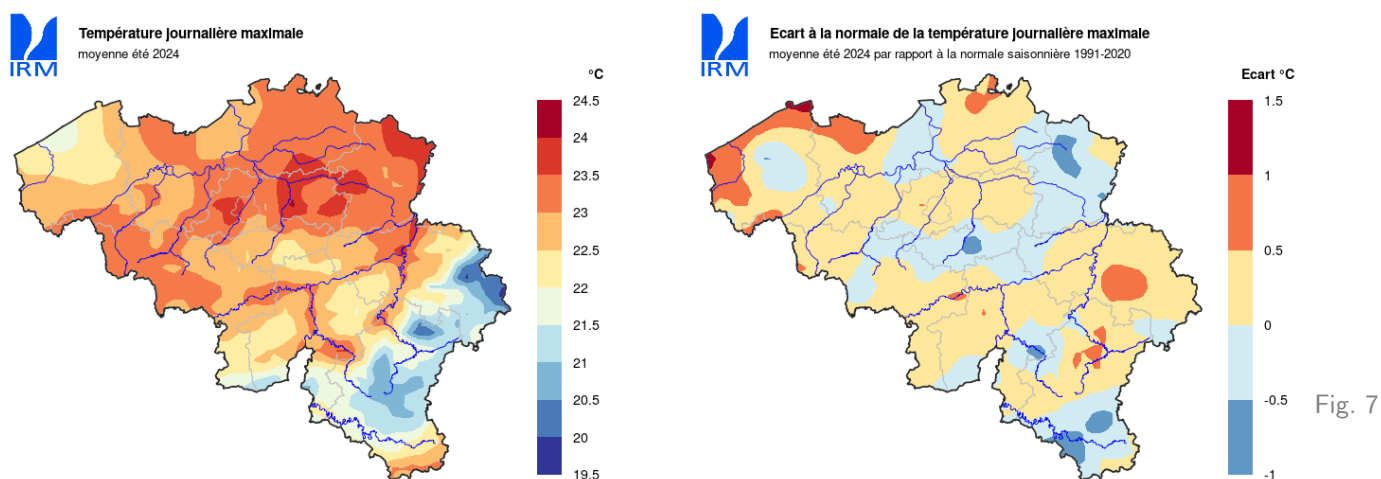 IRM
Température journalière maximale
moyenne été 2024
°C
24.5
24
23.5
23
22.5
22
21.5
21
20.5
20
19.5
IRM
Ecart à la normale de la température journalière maximale
moyenne été 2024 par rapport à la normale saisonnière 1991-2020
Ecart °C
1.5
1
0.5
0
-0.5
-1
Fig. 7